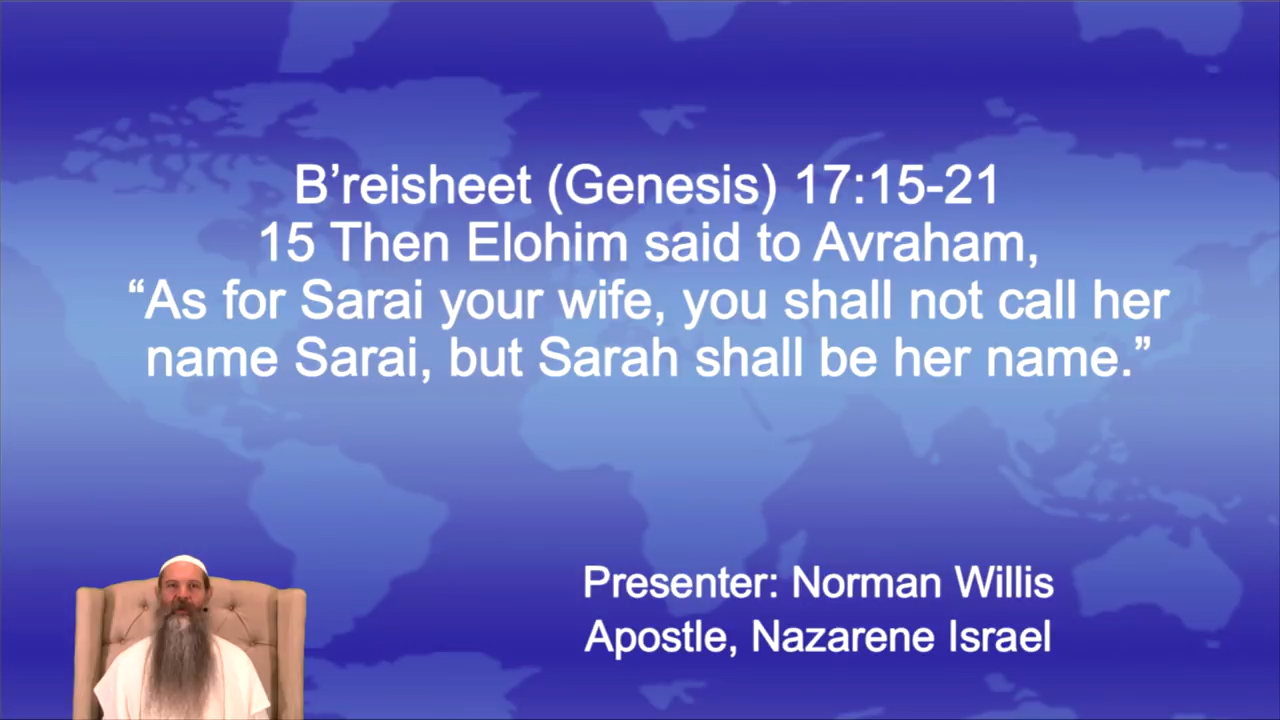 B’reisheet (Genesis) 17:15-21
15 Then Elohim said to Avraham,
“As for Sarai your wife, you shall not call her
name Sarai, but Sarah shall be her name.”
Presenter: Norman Willis
Apostle, Nazarene Israel